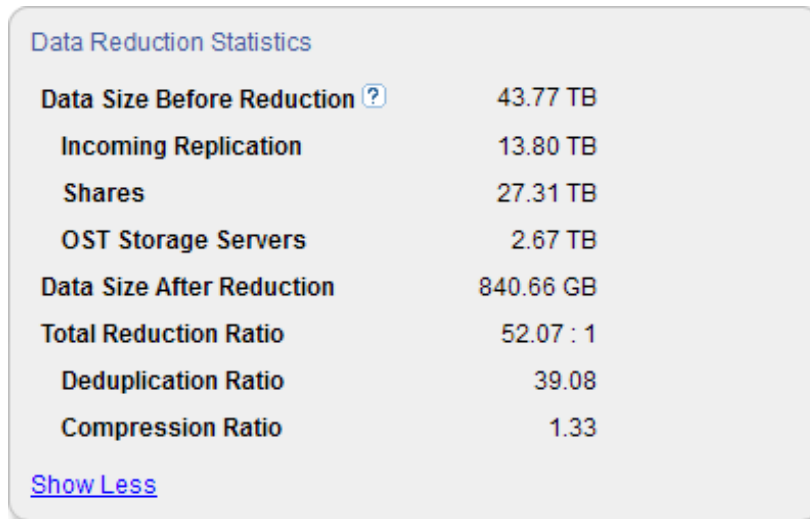 Data Reduction Statistics
Data Size Before Reduction ? 43.77 TB
Incoming Replication 13.80 TB
Shares 27.31 TB
OST Storage Servers 2.67 TB
Data Size After Reduction 840.66 GB
Total Reduction Ratio 52.07 : 1
Deduplication Ratio 39.08
Compression Ratio 1.33
Show Less